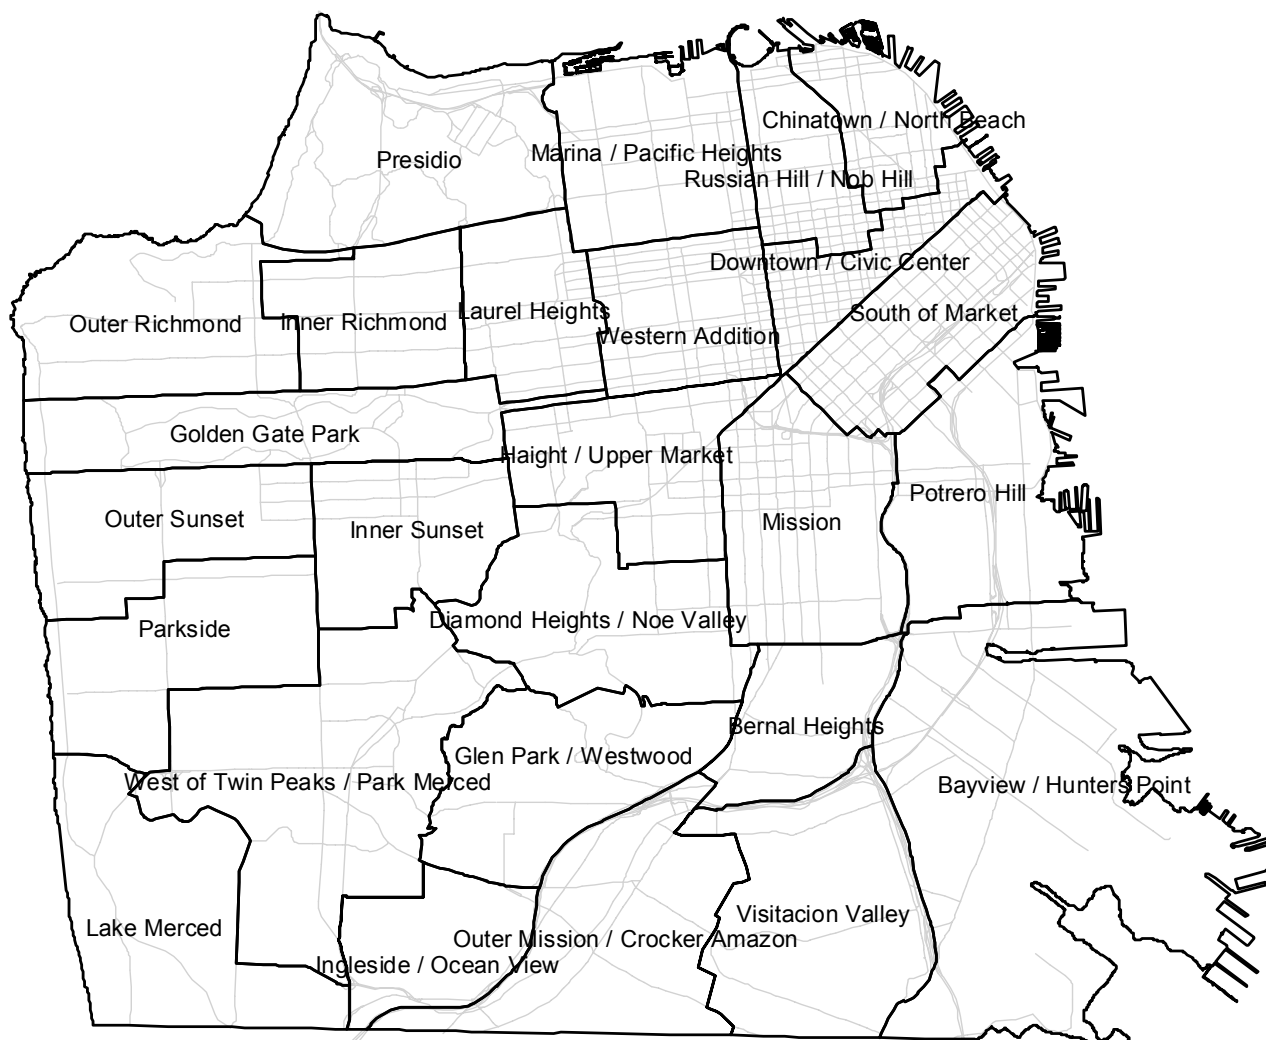 Chinatown / North Beach
Presidio
Marina / Pacific Heights
Russian Hill / Nob Hill
Downtown / Civic Center
Outer Richmond
Inner Richmond
Laurel Heights
South of Market
Western Addition
Golden Gate Park
Haight / Upper Market
Outer Sunset
Inner Sunset
Mission
Potrero Hill
Parkside
Diamond Heights / Noe Valley
Bernal Heights
Glen Park / Westwood
West of Twin Peaks / Park Merced
Bayview / Hunters Point
Lake Merced
Visitacion Valley
Outer Mission / Crocker Amazon
Ingleside / Ocean View